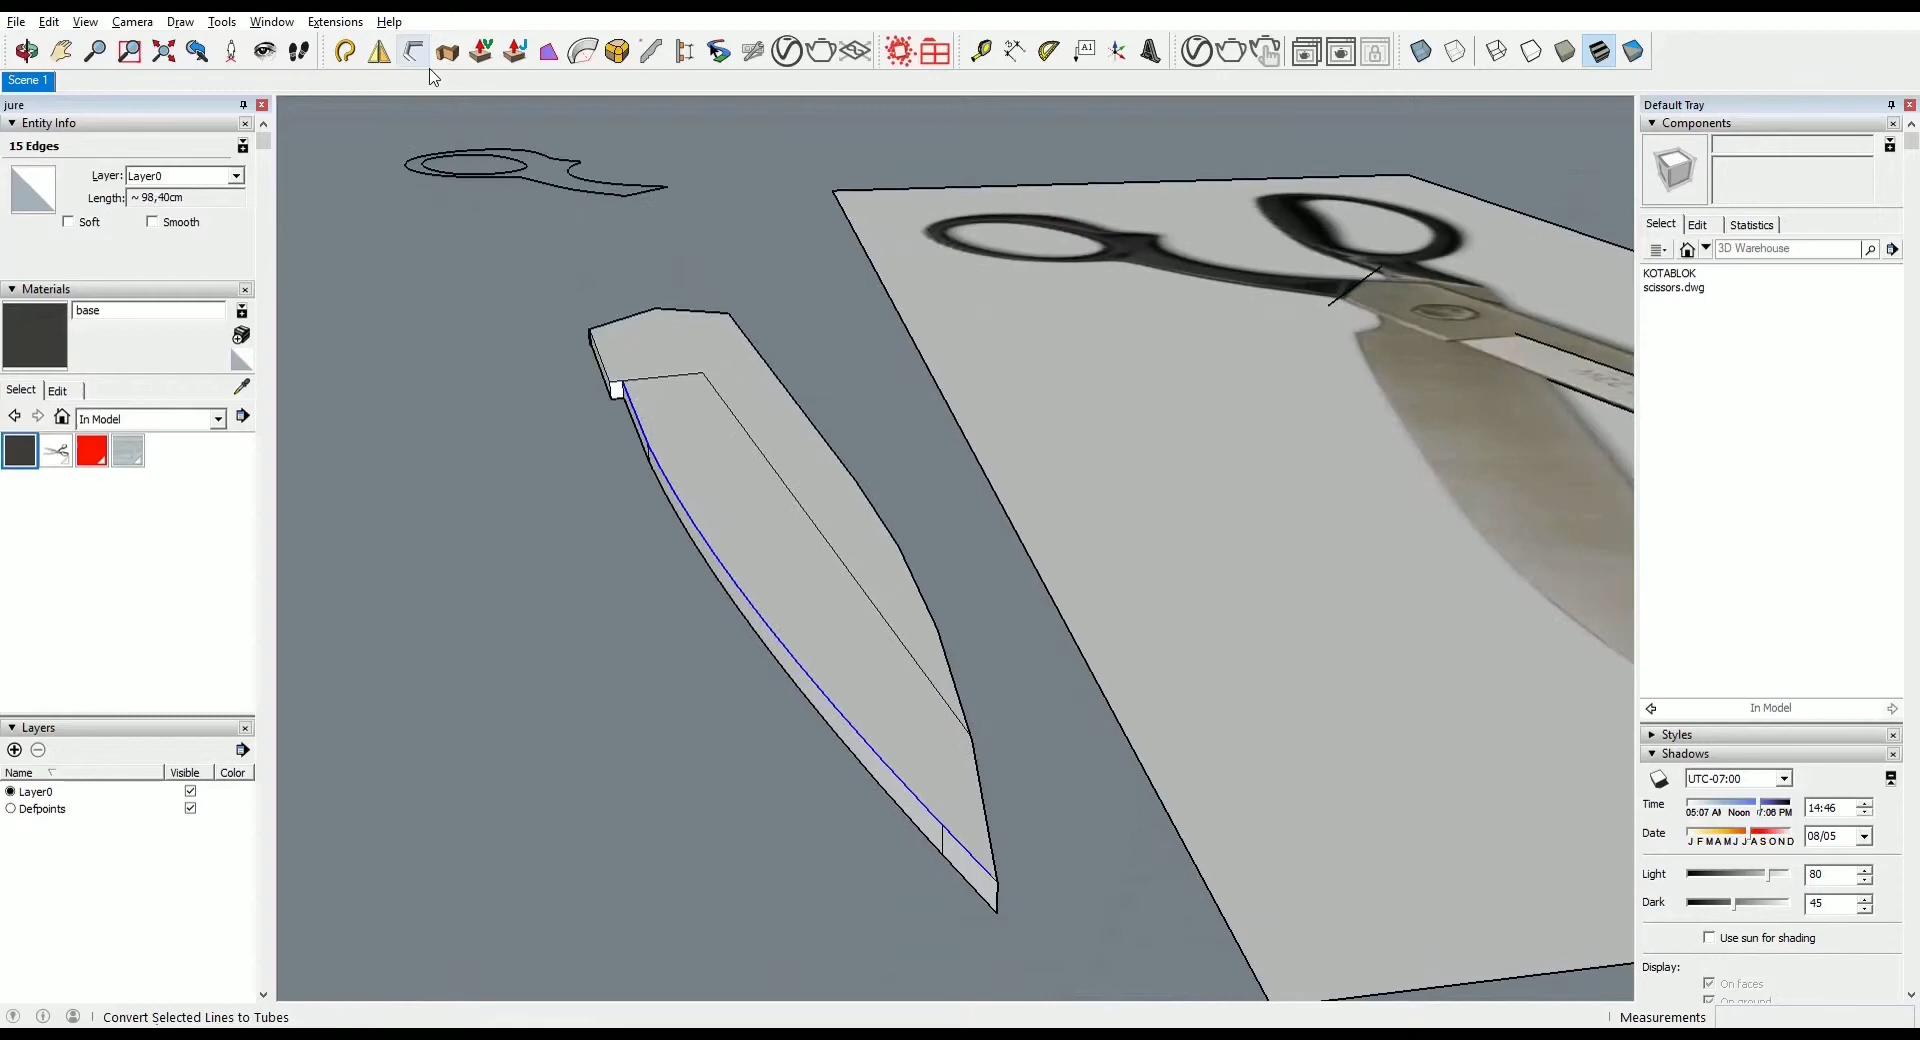 File Edit View Camera Draw Tools Window Extensions Help
A1
Scene 1
jure
Entity Info
15 Edges
Layer: Layer0
Length: ~ 98,40cm
Soft Smooth
Materials
base
Select Edit
In Model
Layers
Name Visible Color
Layer0
Defpoints
Convert Selected Lines to Tubes
Measurements
Default Tray
Components
Select Edit Statistics
3D Warehouse
KOTABLOK
scissors.dwg
In Model
Styles
Shadows
UTC-07:00
Time 14:46
05:07 AM Noon 7:06 PM
Date 08/05
J F M A M J J A S O N D
Light 80
Dark 45
Use sun for shading
Display:
On faces
On ground